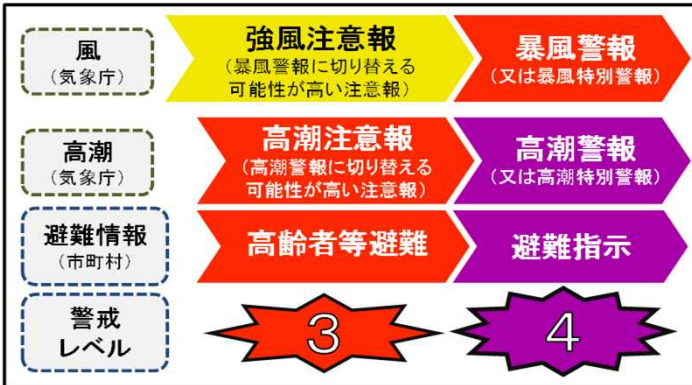 風
(気象庁)
強風注意報
(暴風警報に切り替える
可能性が高い注意報)
暴風警報
(又は暴風特別警報)
高潮
(気象庁)
高潮注意報
(高潮警報に切り替える
可能性が高い注意報)
高潮警報
(又は高潮特別警報)
避難情報
(市町村)
高齢者等避難
避難指示
警戒
レベル
3
4